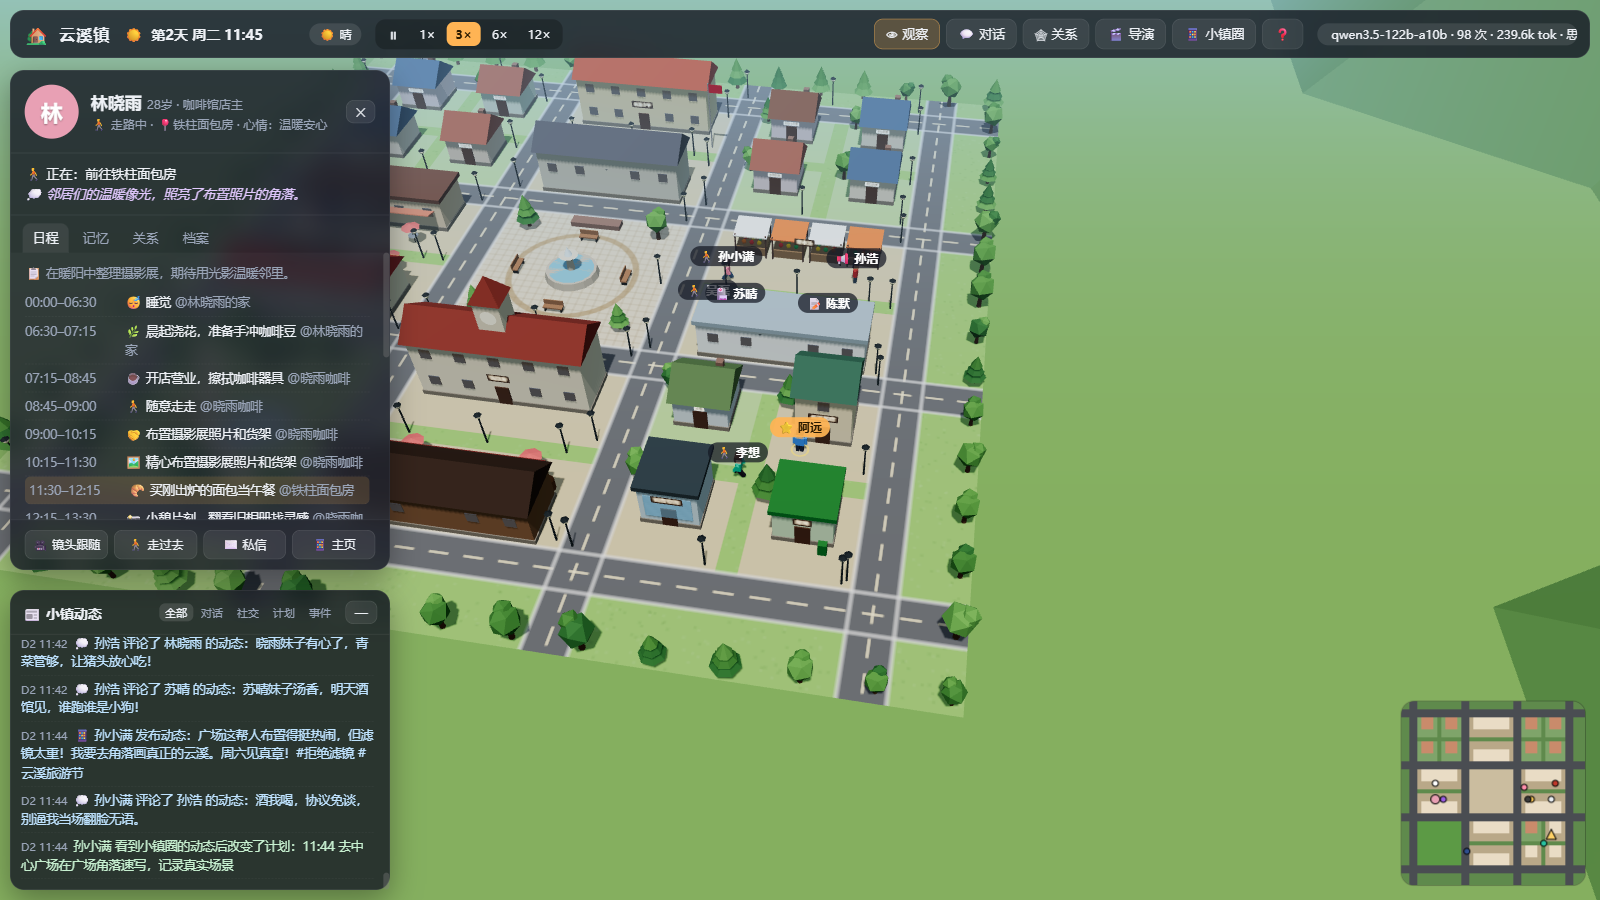 云溪镇
第2天 周二 11:45
晴
1×
3×
6×
12×
观察
对话
关系
导演
小镇圈
?
qwen3.5-122b-a10b · 98 次 · 239.6k tok · 思
林
林晓雨 28岁 · 咖啡馆店主
走路中 · 铁柱面包房 · 心情：温暖安心
正在：前往铁柱面包房
邻居们的温暖像光，照亮了布置照片的角落。
日程
记忆
关系
档案
在暖阳中整理摄影展，期待用光影温暖邻里。
00:00–06:30 睡觉 @林晓雨的家
06:30–07:15 晨起浇花，准备手冲咖啡豆 @林晓雨的
家
07:15–08:45 开店营业，擦拭咖啡器具 @晓雨咖啡
08:45–09:00 随意走走 @晓雨咖啡
09:00–10:15 布置摄影展照片和货架 @晓雨咖啡
10:15–11:30 精心布置摄影展照片和货架 @晓雨咖啡
11:30–12:15 买刚出炉的面包当午餐 @铁柱面包房
12:15–13:30 小憩片刻，翻看旧相册找灵感 @晓雨咖
镜头跟随
走过去
私信
主页
孙小满
孙浩
苏晴
陈默
阿远
李想
小镇动态
全部
对话
社交
计划
事件
D2 11:42 孙浩 评论了 林晓雨 的动态：晓雨妹子有心了，青
菜管够，让猪头放心吃！
D2 11:42 孙浩 评论了 苏晴 的动态：苏晴妹子汤香，明天酒
馆见，谁跑谁是小狗！
D2 11:44 孙小满 发布动态：广场这帮人布置得挺热闹，但滤
镜太重！我要去角落画真正的云溪。周六见真章！#拒绝滤镜 #
云溪旅游节
D2 11:44 孙小满 评论了 孙浩 的动态：酒我喝，协议免谈，
别逼我当场翻脸无语。
D2 11:44 孙小满 看到小镇圈的动态后改变了计划：11:44 去中
心广场在广场角落速写，记录真实场景